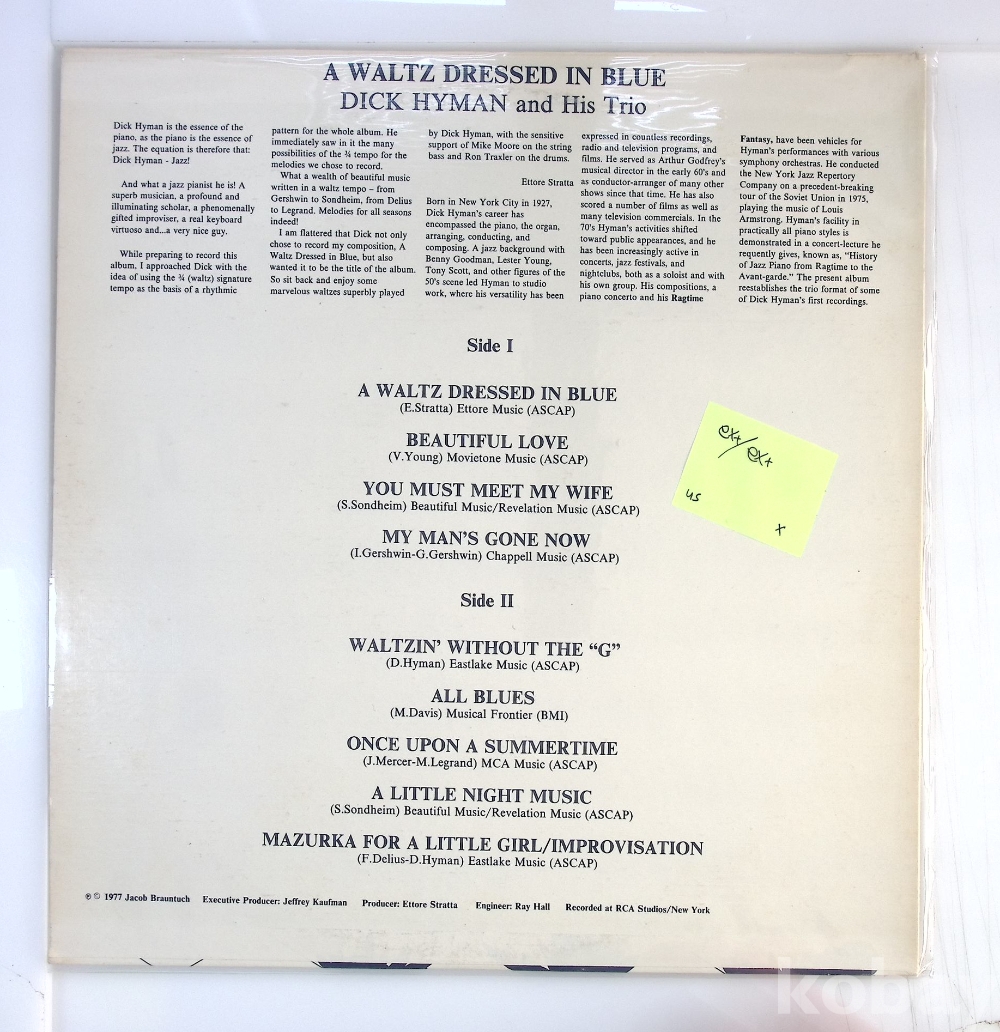 A WALTZ DRESSED IN BLUE
DICK HYMAN and His Trio
Dick Hyman is the essence of the
piano, as the piano is the essence of
jazz. The equation is therefore that:
Dick Hyman - Jazz!
And what a jazz pianist he is! A
superb musician, a profound and
illuminating scholar, a phenomenally
gifted improviser, a real keyboard
virtuoso and...a very nice guy.
While preparing to record this
album, I approached Dick with the
idea of using the ¾ (waltz) signature
tempo as the basis of a rhythmic
pattern for the whole album. He
immediately saw in it the many
possibilities of the ¾ tempo for the
melodies we chose to record.
What a wealth of beautiful music
written in a waltz tempo – from
Gershwin to Sondheim, from Delius
to Legrand. Melodies for all seasons
indeed!
I am flattered that Dick not only
chose to record my composition, A
Waltz Dressed in Blue, but also
wanted it to be the title of the album.
So sit back and enjoy some
marvelous waltzes superbly played
by Dick Hyman, with the sensitive
support of Mike Moore on the string
bass and Ron Traxler on the drums.
Ettore Stratta
Born in New York City in 1927,
Dick Hyman's career has
encompassed the piano, the organ,
arranging, conducting, and
composing. A jazz background with
Benny Goodman, Lester Young,
Tony Scott, and other figures of the
50's scene led Hyman to studio
work, where his versatility has been
expressed in countless recordings,
radio and television programs, and
films. He served as Arthur Godfrey's
musical director in the early 60's and
as conductor-arranger of many other
shows since that time. He has also
scored a number of films as well as
many television commercials. In the
70's Hyman's activities shifted
toward public appearances, and he
has been increasingly active in
concerts, jazz festivals, and
nightclubs, both as a soloist and with
his own group. His compositions, a
piano concerto and his Ragtime
Fantasy, have been vehicles for
Hyman's performances with various
symphony orchestras. He conducted
the New York Jazz Repertory
Company on a precedent-breaking
tour of the Soviet Union in 1975,
playing the music of Louis
Armstrong. Hyman's facility in
practically all piano styles is
demonstrated in a concert-lecture he
requently gives, known as, "History
of Jazz Piano from Ragtime to the
Avant-garde." The present album
reestablishes the trio format of some
of Dick Hyman's first recordings.
Side I
A WALTZ DRESSED IN BLUE
(E.Stratta) Ettore Music (ASCAP)
BEAUTIFUL LOVE
(V.Young) Movietone Music (ASCAP)
YOU MUST MEET MY WIFE
(S.Sondheim) Beautiful Music/Revelation Music (ASCAP)
MY MAN'S GONE NOW
(I.Gershwin-G.Gershwin) Chappell Music (ASCAP)
ex+/ex+
us
x
Side II
WALTZIN' WITHOUT THE "G"
(D.Hyman) Eastlake Music (ASCAP)
ALL BLUES
(M.Davis) Musical Frontier (BMI)
ONCE UPON A SUMMERTIME
(J.Mercer-M.Legrand) MCA Music (ASCAP)
A LITTLE NIGHT MUSIC
(S.Sondheim) Beautiful Music/Revelation Music (ASCAP)
MAZURKA FOR A LITTLE GIRL/IMPROVISATION
(F.Delius-D.Hyman) Eastlake Music (ASCAP)
℗ © 1977 Jacob Brauntuch Executive Producer: Jeffrey Kaufman Producer: Ettore Stratta Engineer: Ray Hall Recorded at RCA Studios/New York